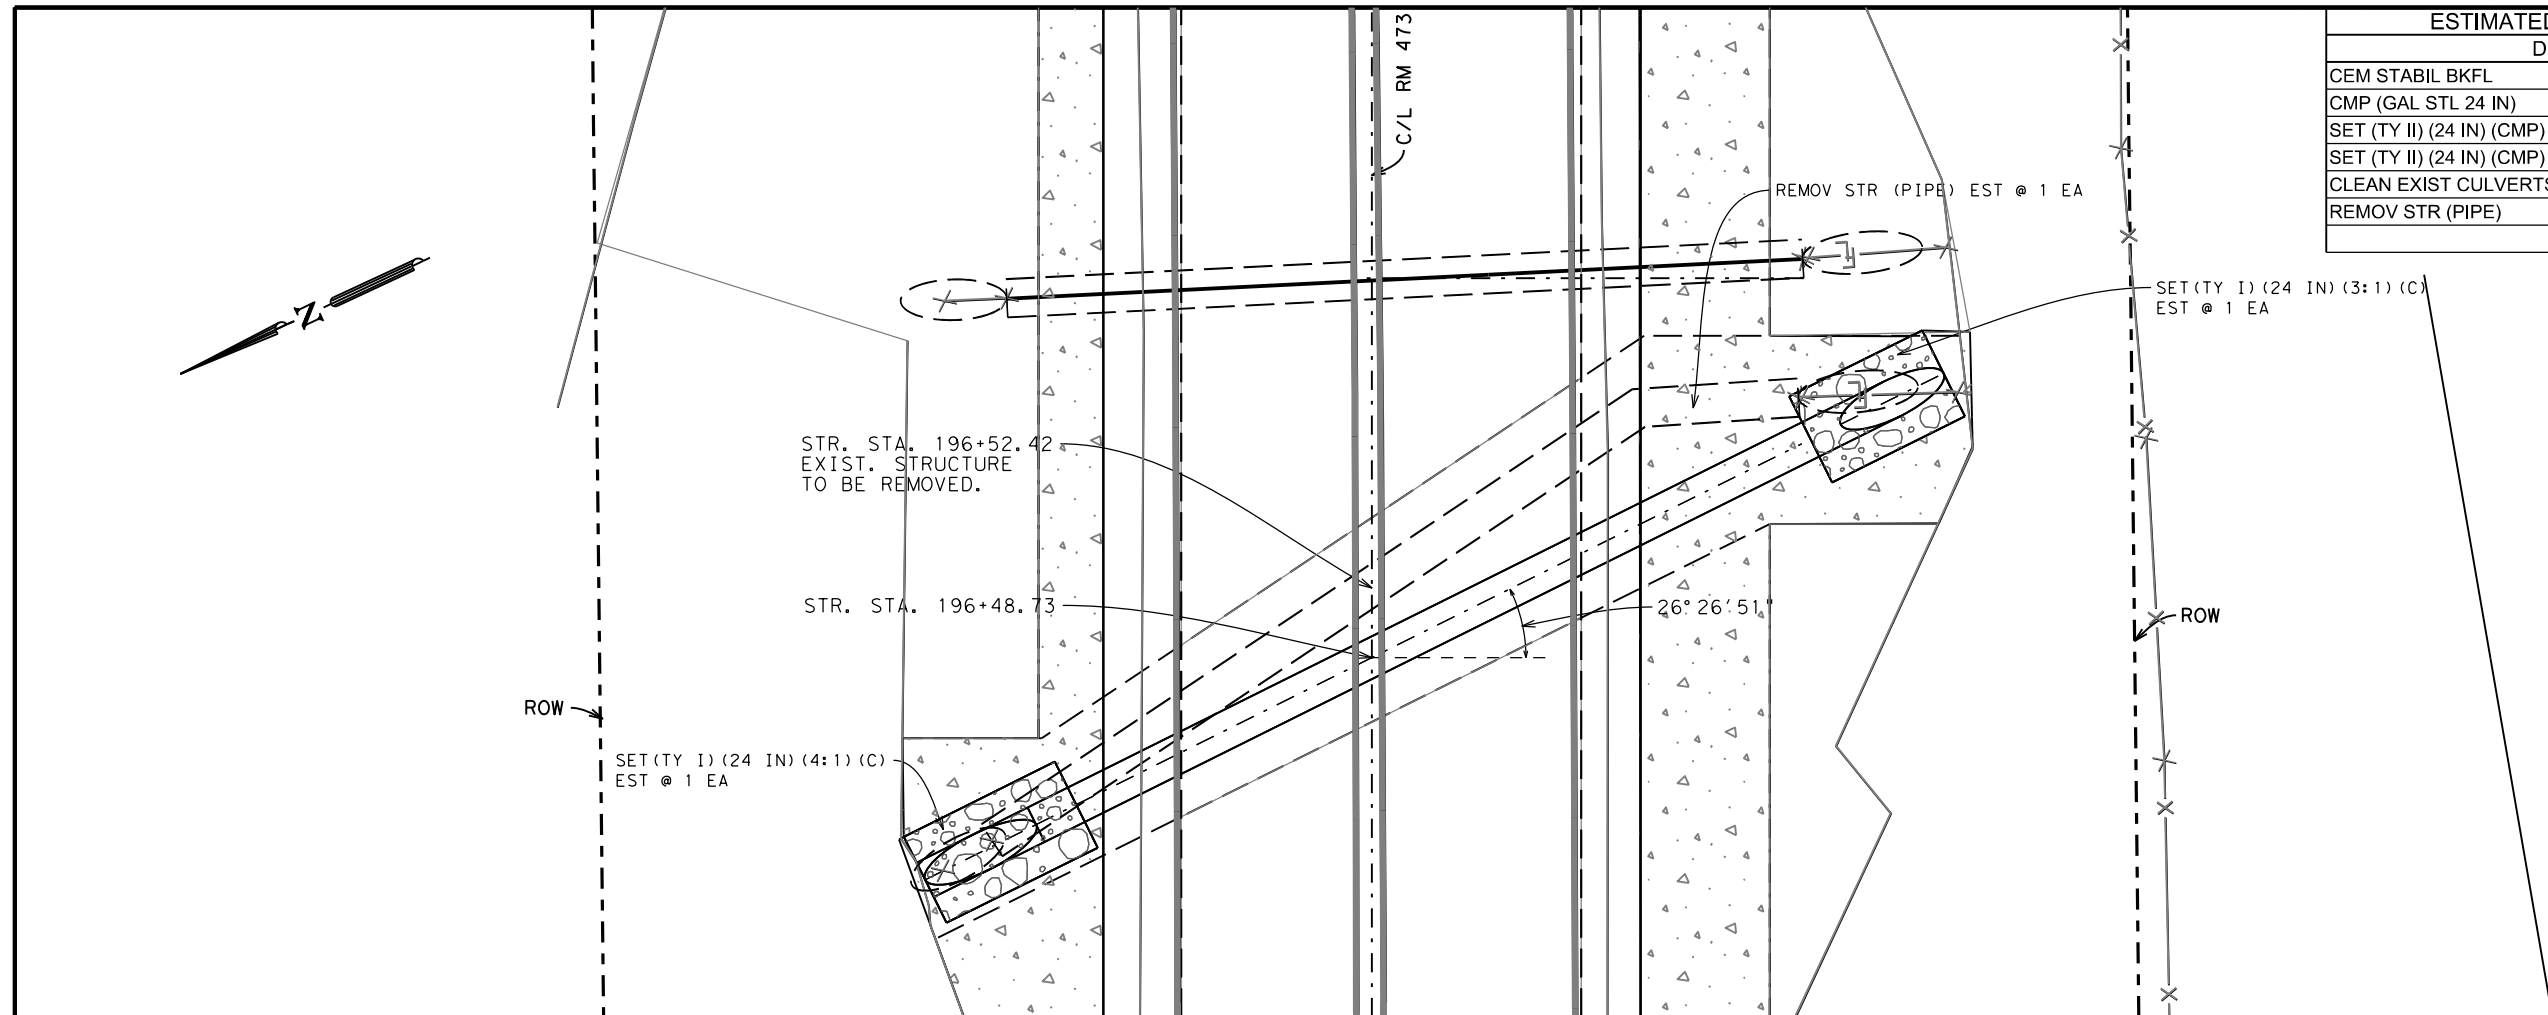 C/L RM 473
ESTIMATED
D
CEM STABIL BKFL
CMP (GAL STL 24 IN)
SET (TY II) (24 IN) (CMP)
SET (TY II) (24 IN) (CMP)
CLEAN EXIST CULVERTS
REMOV STR (PIPE)
REMOV STR (PIPE) EST @ 1 EA
N
SET(TY I)(24 IN)(3:1)(C)
EST @ 1 EA
STR. STA. 196+52.42
EXIST. STRUCTURE
TO BE REMOVED.
STR. STA. 196+48.73
26°26'51"
ROW
ROW
SET(TY I)(24 IN)(4:1)(C)
EST @ 1 EA